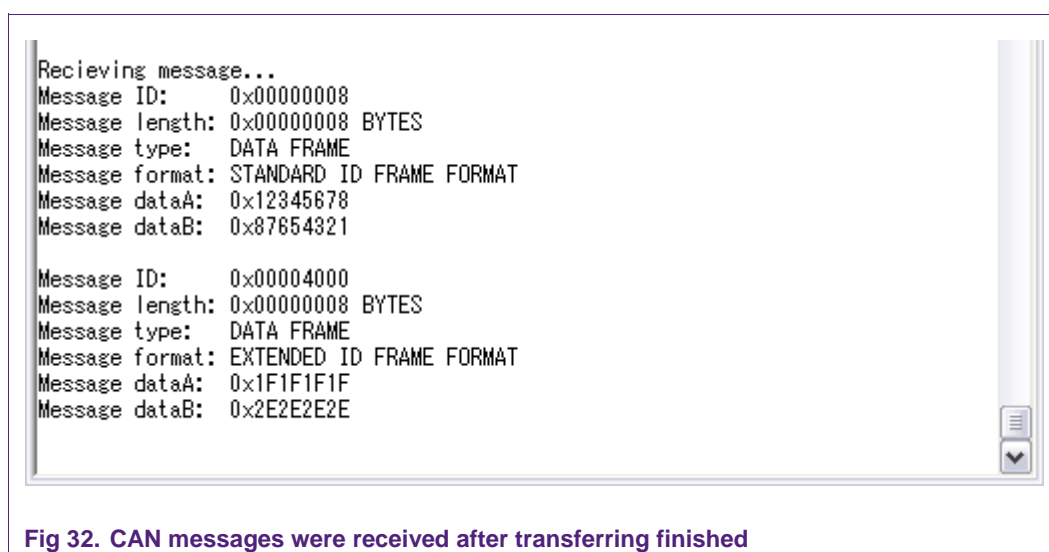 Recieving message...
Message ID: 0x00000008
Message length: 0x00000008 BYTES
Message type: DATA FRAME
Message format: STANDARD ID FRAME FORMAT
Message dataA: 0x12345678
Message dataB: 0x87654321
Message ID: 0x00004000
Message length: 0x00000008 BYTES
Message type: DATA FRAME
Message format: EXTENDED ID FRAME FORMAT
Message dataA: 0x1F1F1F1F
Message dataB: 0x2E2E2E2E
Fig 32. CAN messages were received after transferring finished